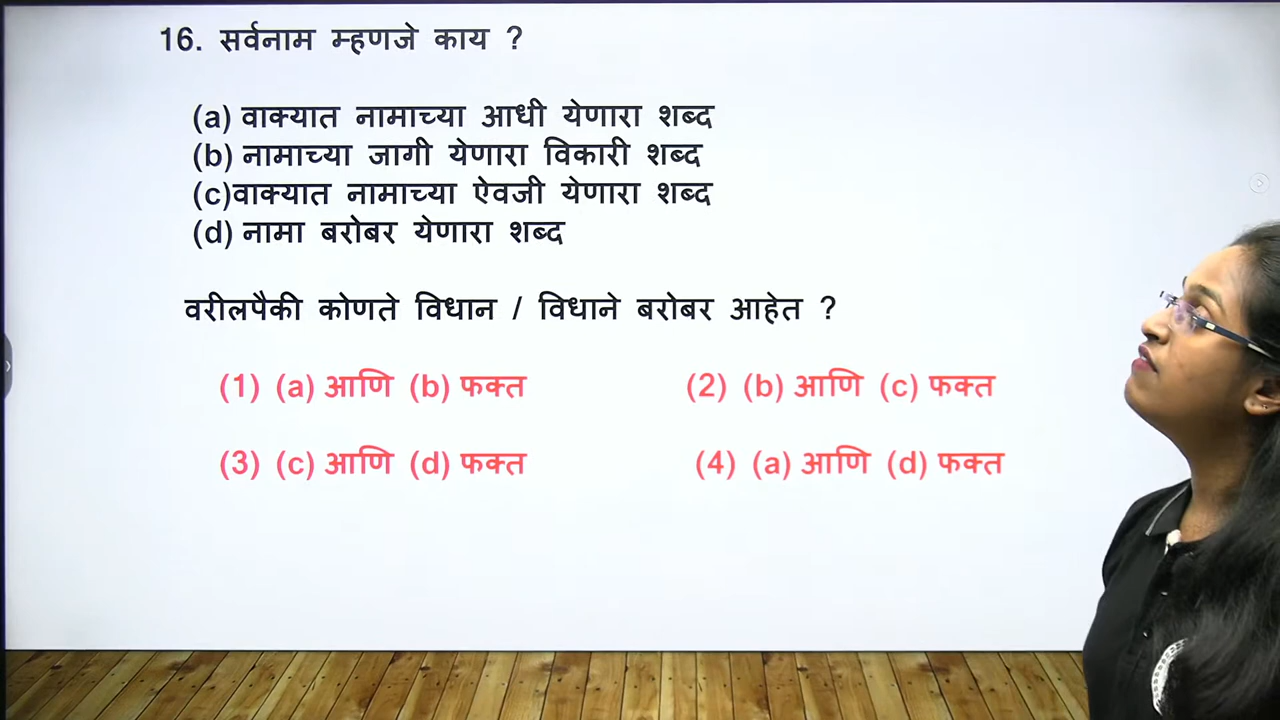 16. सर्वनाम म्हणजे काय ?
(a) वाक्यात नामाच्या आधी येणारा शब्द
(b) नामाच्या जागी येणारा विकारी शब्द
(c)वाक्यात नामाच्या ऐवजी येणारा शब्द
(d) नामा बरोबर येणारा शब्द
वरीलपैकी कोणते विधान / विधाने बरोबर आहेत ?
(1) (a) आणि (b) फक्त (2) (b) आणि (c) फक्त
(3) (c) आणि (d) फक्त (4) (a) आणि (d) फक्त